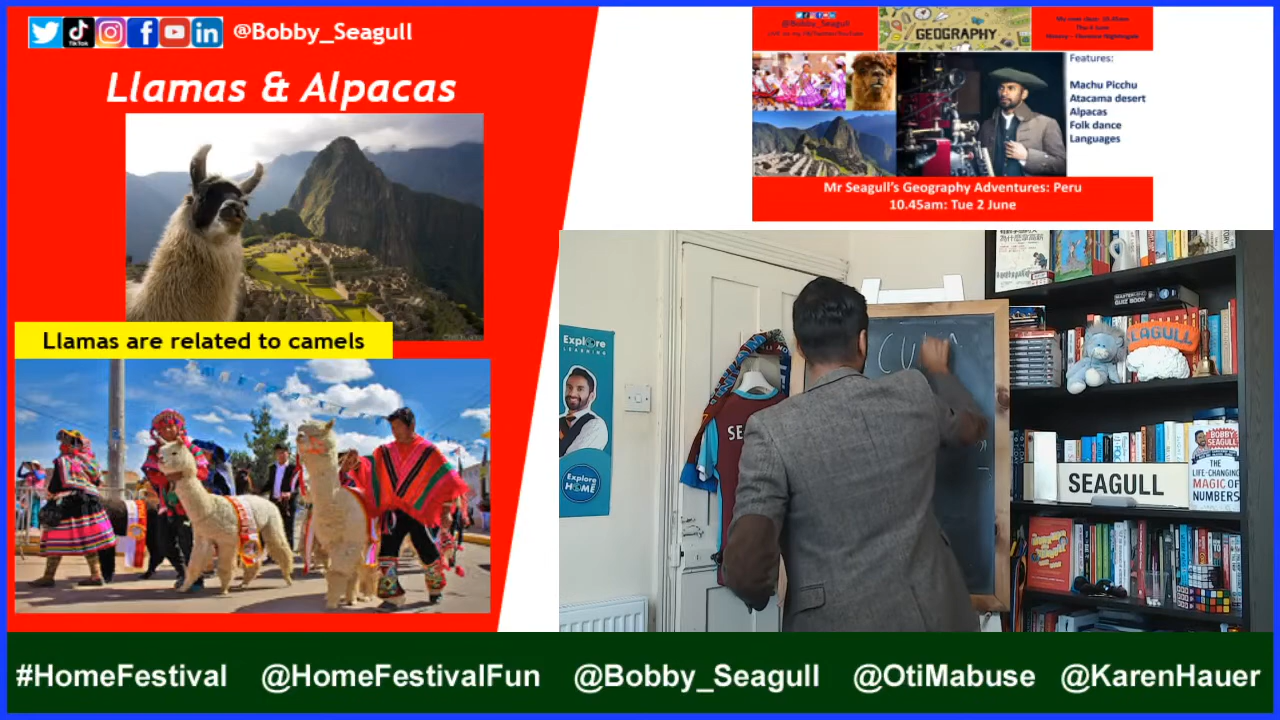 @Bobby_Seagull
Llamas & Alpacas
Llamas are related to camels
GEOGRAPHY
Features:
Machu Picchu
Atacama desert
Alpacas
Folk dance
Languages
Mr Seagull's Geography Adventures: Peru
10.45am: Tue 2 June
Explore
LEARNING
Explore
HOME
SE
CU
SEAGULL
SEAGULL
BOBBY
SEAGULL
THE
LIFE-CHANGING
MAGIC OF
NUMBERS
#HomeFestival @HomeFestivalFun @Bobby_Seagull @OtiMabuse @KarenHauer